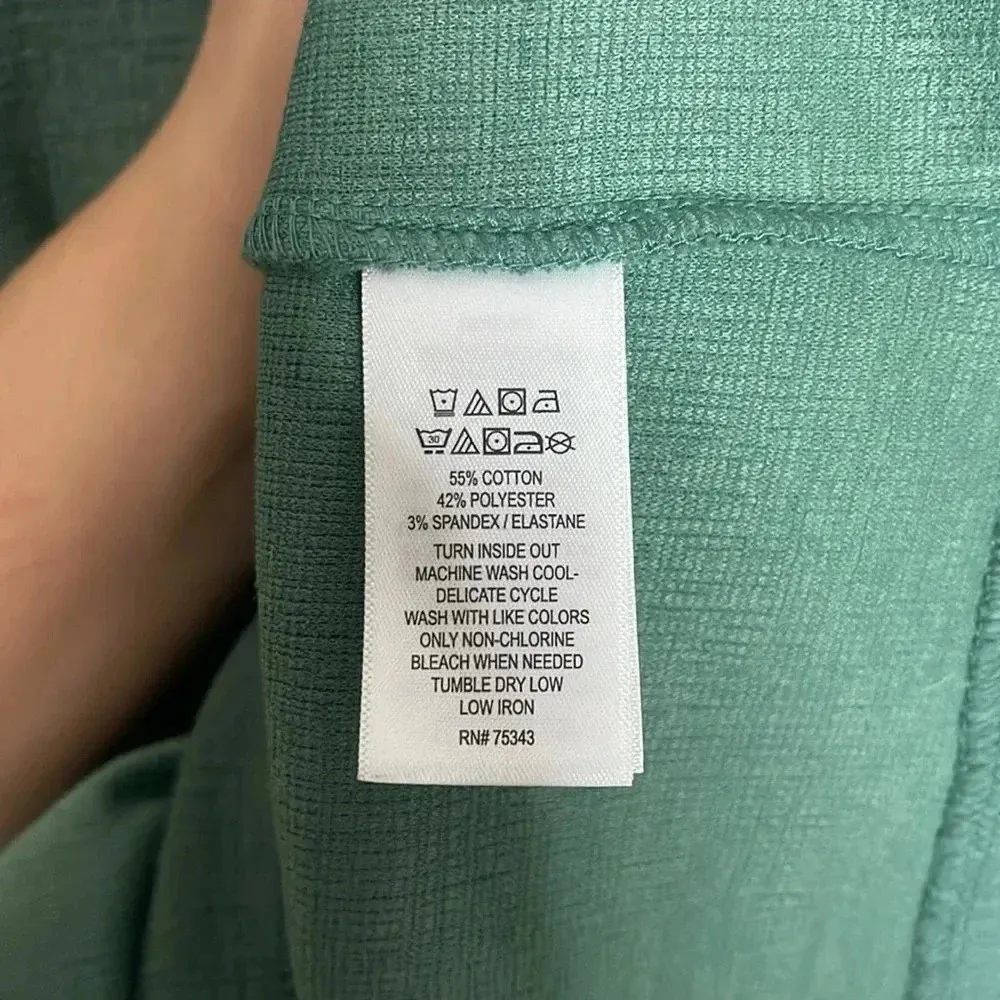 30
55% COTTON
42% POLYESTER
3% SPANDEX / ELASTANE
TURN INSIDE OUT
MACHINE WASH COOL-
DELICATE CYCLE
WASH WITH LIKE COLORS
ONLY NON-CHLORINE
BLEACH WHEN NEEDED
TUMBLE DRY LOW
LOW IRON
RN# 75343